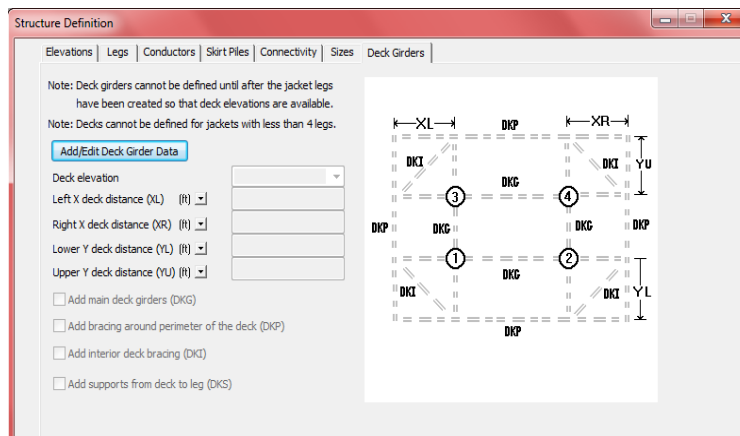 Structure Definition
X
Elevations Legs Conductors Skirt Piles Connectivity Sizes Deck Girders
Note: Deck girders cannot be defined until after the jacket legs
have been created so that deck elevations are available.
Note: Decks cannot be defined for jackets with less than 4 legs.
Add/Edit Deck Girder Data
Deck elevation
Left X deck distance (XL) (ft)
Right X deck distance (XR) (ft)
Lower Y deck distance (YL) (ft)
Upper Y deck distance (YU) (ft)
Add main deck girders (DKG)
Add bracing around perimeter of the deck (DKP)
Add interior deck bracing (DKI)
Add supports from deck to leg (DKS)
XL DKP XR
DKI DKI YU
DKG
3 4
DKP DKG DKG DKP
1 2
DKG
DKI DKI YL
DKP